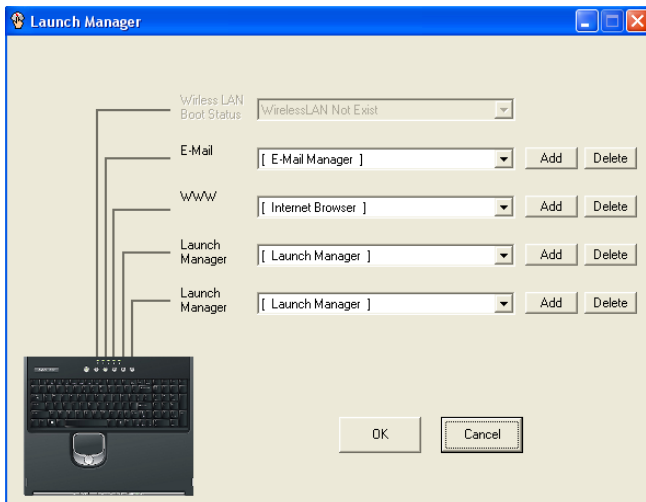 Launch Manager
Wirless LAN
Boot Status
WirelessLAN Not Exist
E-Mail
[ E-Mail Manager ]
Add
Delete
WWW
[ Internet Browser ]
Add
Delete
Launch
Manager
[ Launch Manager ]
Add
Delete
Launch
Manager
[ Launch Manager ]
Add
Delete
OK
Cancel